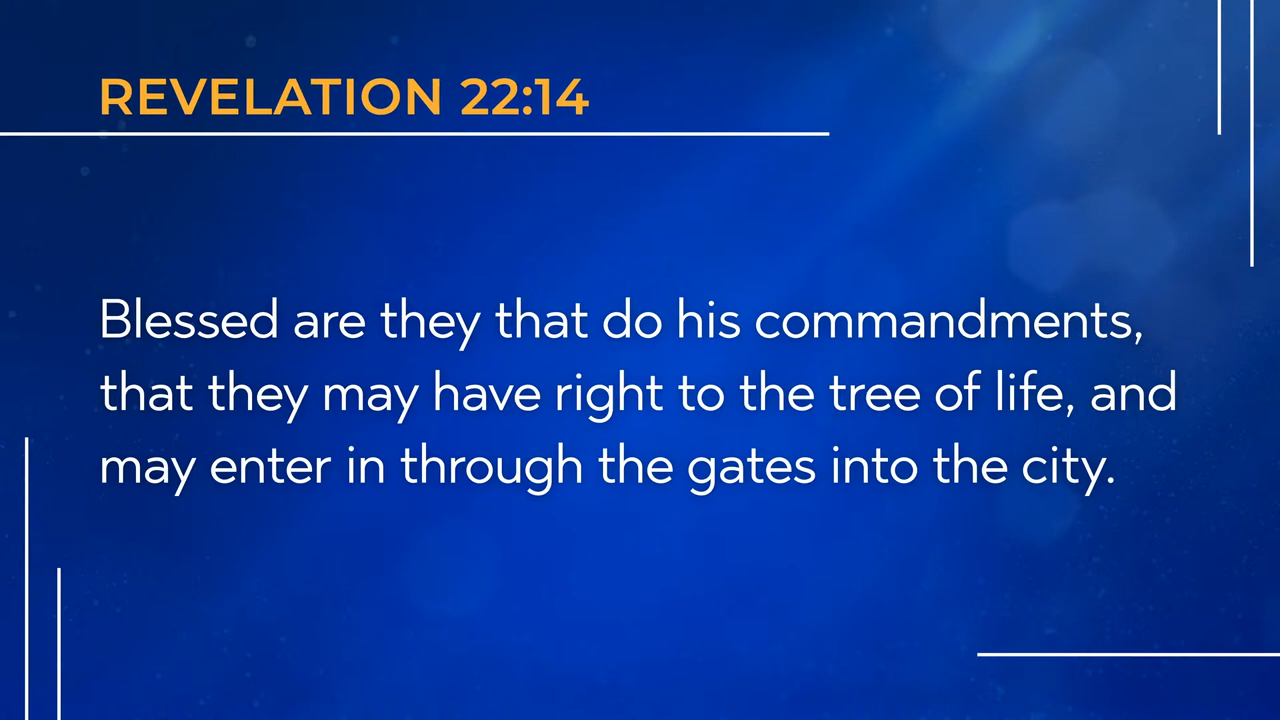 REVELATION 22:14
Blessed are they that do his commandments,
that they may have right to the tree of life, and
may enter in through the gates into the city.